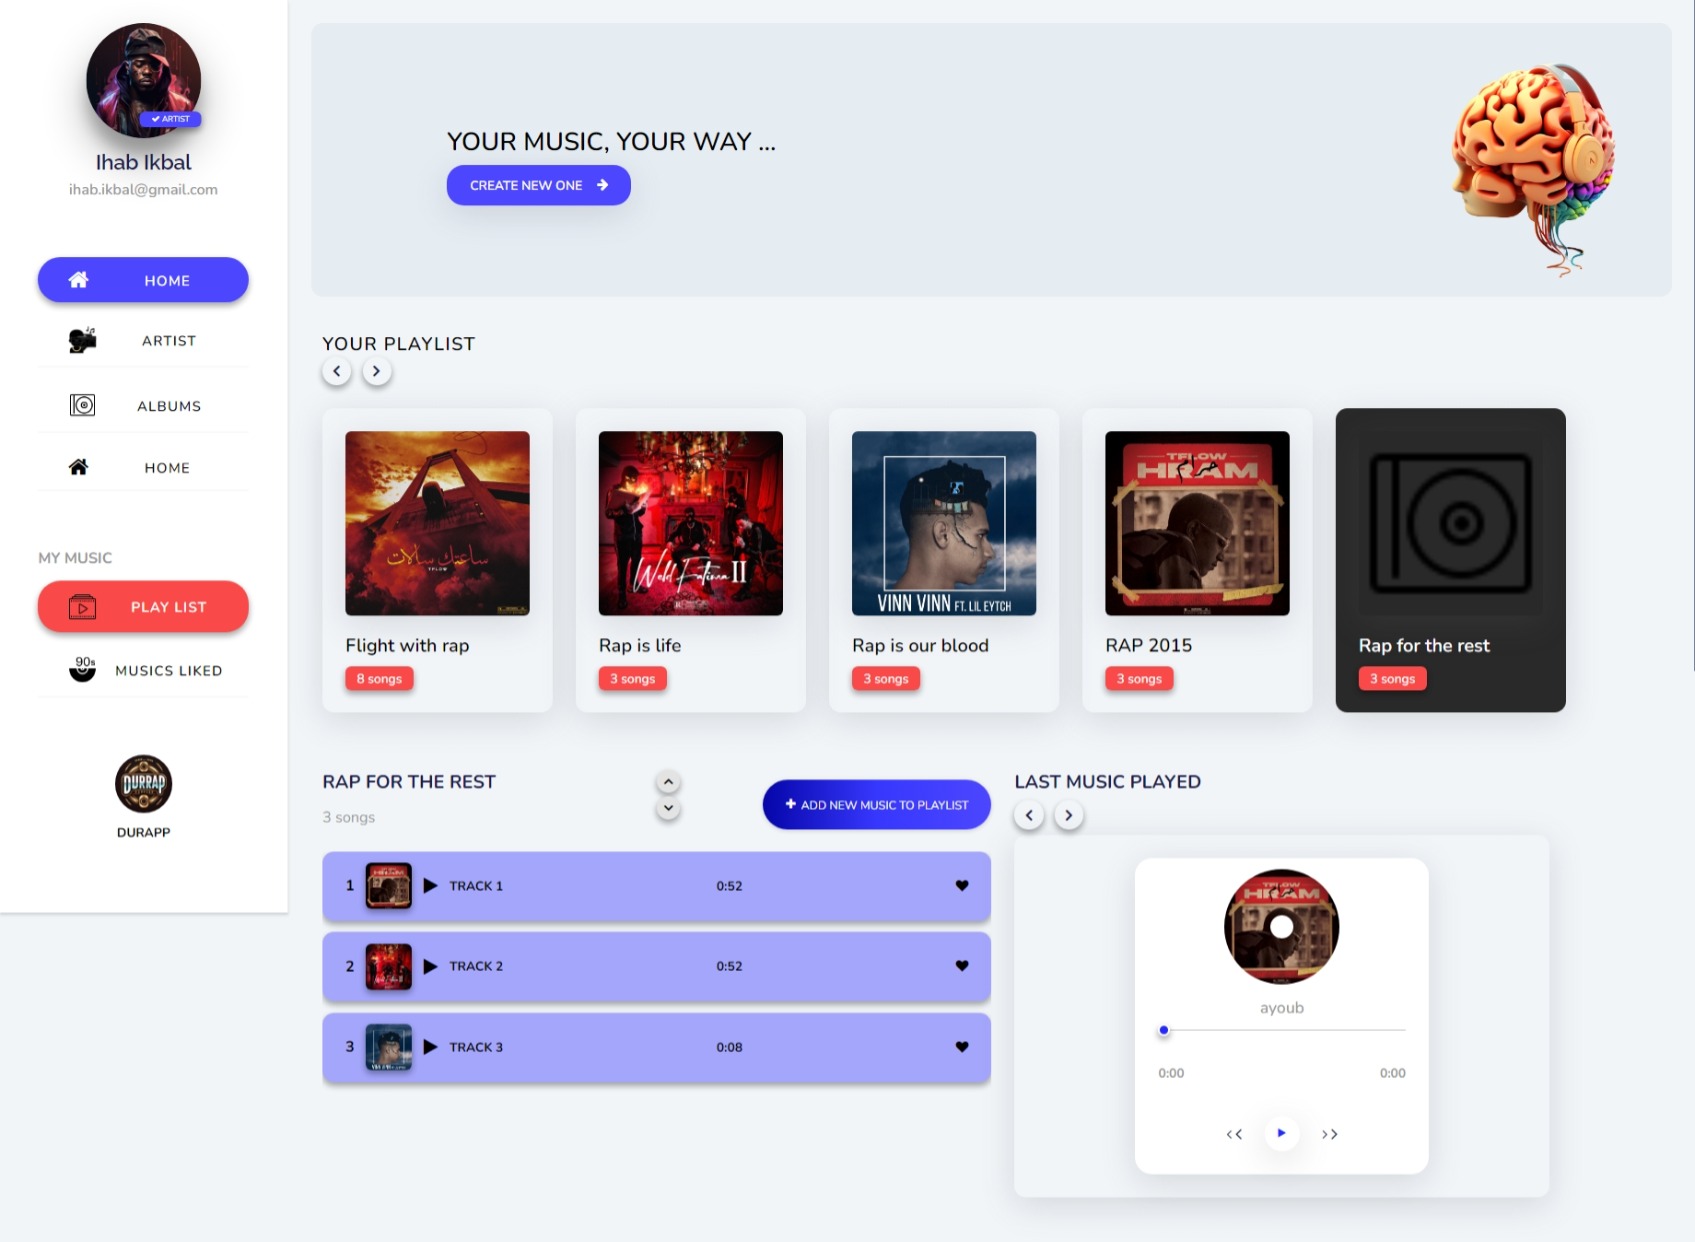 ✔ ARTIST
Ihab Ikbal
ihab.ikbal@gmail.com
HOME
ARTIST
ALBUMS
HOME
MY MUSIC
PLAY LIST
90s
MUSICS LIKED
DURRAP
DURAPP
YOUR MUSIC, YOUR WAY ...
CREATE NEW ONE
YOUR PLAYLIST
ساعتك سالات
TFLOW
Weld Fatima II
VINN VINN FT. LIL EYTCH
TFLOW
HRAM
Flight with rap
8 songs
Rap is life
3 songs
Rap is our blood
3 songs
RAP 2015
3 songs
Rap for the rest
3 songs
RAP FOR THE REST
3 songs
+ ADD NEW MUSIC TO PLAYLIST
1 TRACK 1 0:52
2 TRACK 2 0:52
3 TRACK 3 0:08
LAST MUSIC PLAYED
TFLOW
HRAM
ayoub
0:00 0:00